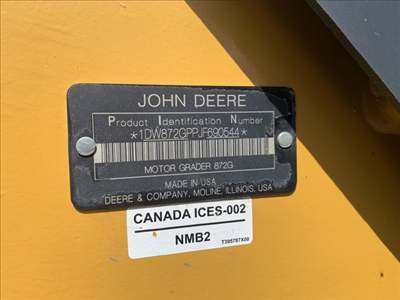 JOHN DEERE
Product Identification Number
*1DW872GPPJF690544*
MOTOR GRADER 872G
MADE IN USA
DEERE & COMPANY, MOLINE, ILLINOIS, USA
CANADA ICES-002
NMB2
T395787X08